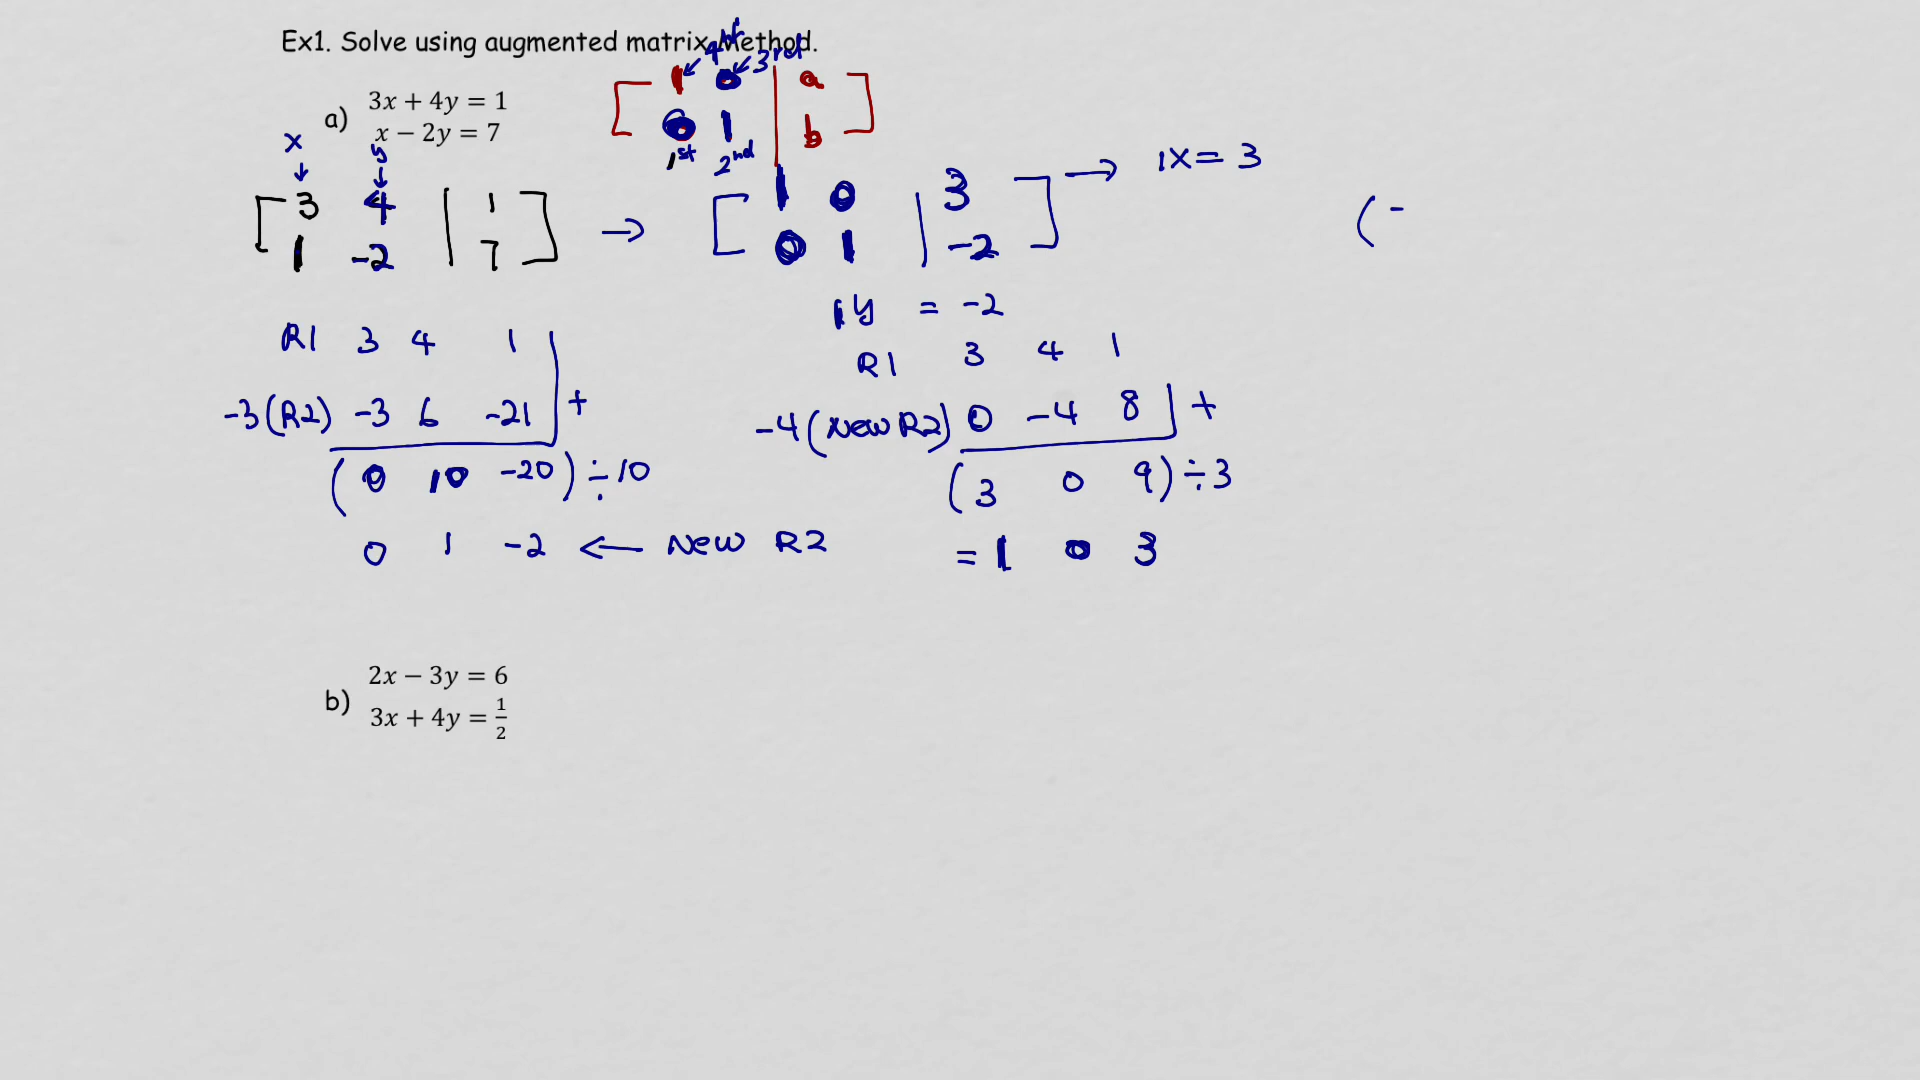 Ex1. Solve using augmented matrix method.
4th
3rd
1 0 | a
0 1 | b
1st 2nd
a) 3x + 4y = 1
x − 2y = 7
x y
[ 3 4 | 1 ]
[ 1 -2 | 7 ]
→
[ 1 0 | 3 ]
[ 0 1 | -2 ]
→ 1x = 3
( -
1y = -2
R1 3 4 1
-3(R2) -3 6 -21 +
(0 10 -20) ÷ 10
0 1 -2 ← New R2
R1 3 4 1
-4(New R2) 0 -4 8 +
(3 0 9) ÷ 3
= 1 0 3
b) 2x − 3y = 6
3x + 4y = 1/2